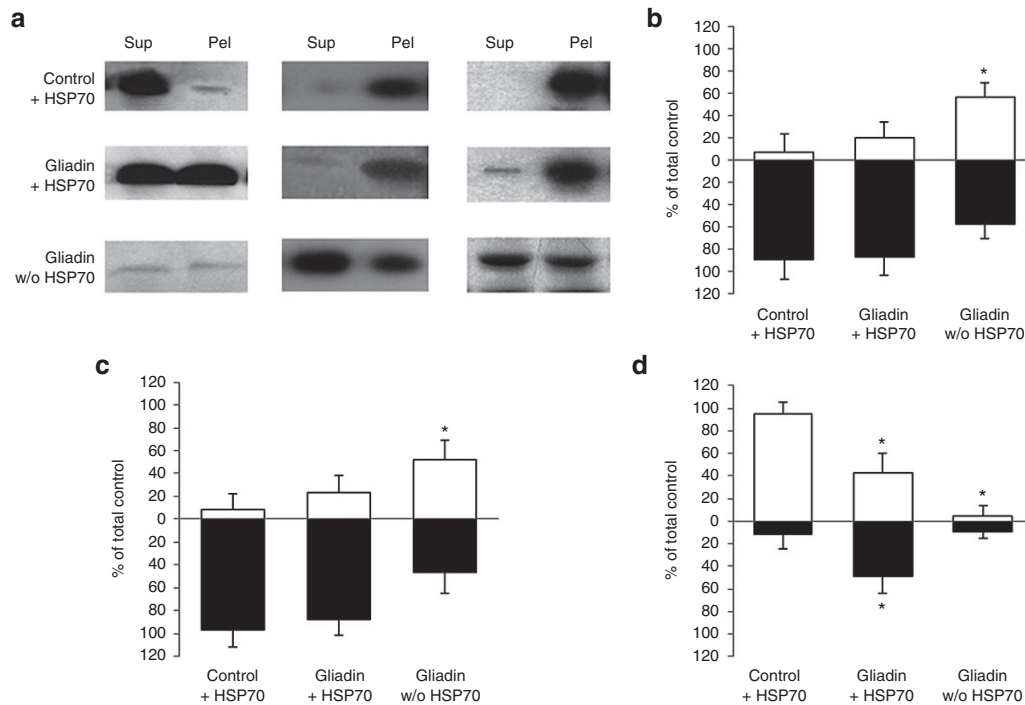 a
Sup Pel Sup Pel Sup Pel
Control
+ HSP70
Gliadin
+ HSP70
Gliadin
w/o HSP70
b
% of total control
120
100
80
60
40
20
0
20
40
60
80
100
120
*
Control
+ HSP70
Gliadin
+ HSP70
Gliadin
w/o HSP70
c
% of total control
120
100
80
60
40
20
0
20
40
60
80
100
120
*
Control
+ HSP70
Gliadin
+ HSP70
Gliadin
w/o HSP70
d
% of total control
120
100
80
60
40
20
0
20
40
60
80
100
120
*
*
*
Control
+ HSP70
Gliadin
+ HSP70
Gliadin
w/o HSP70